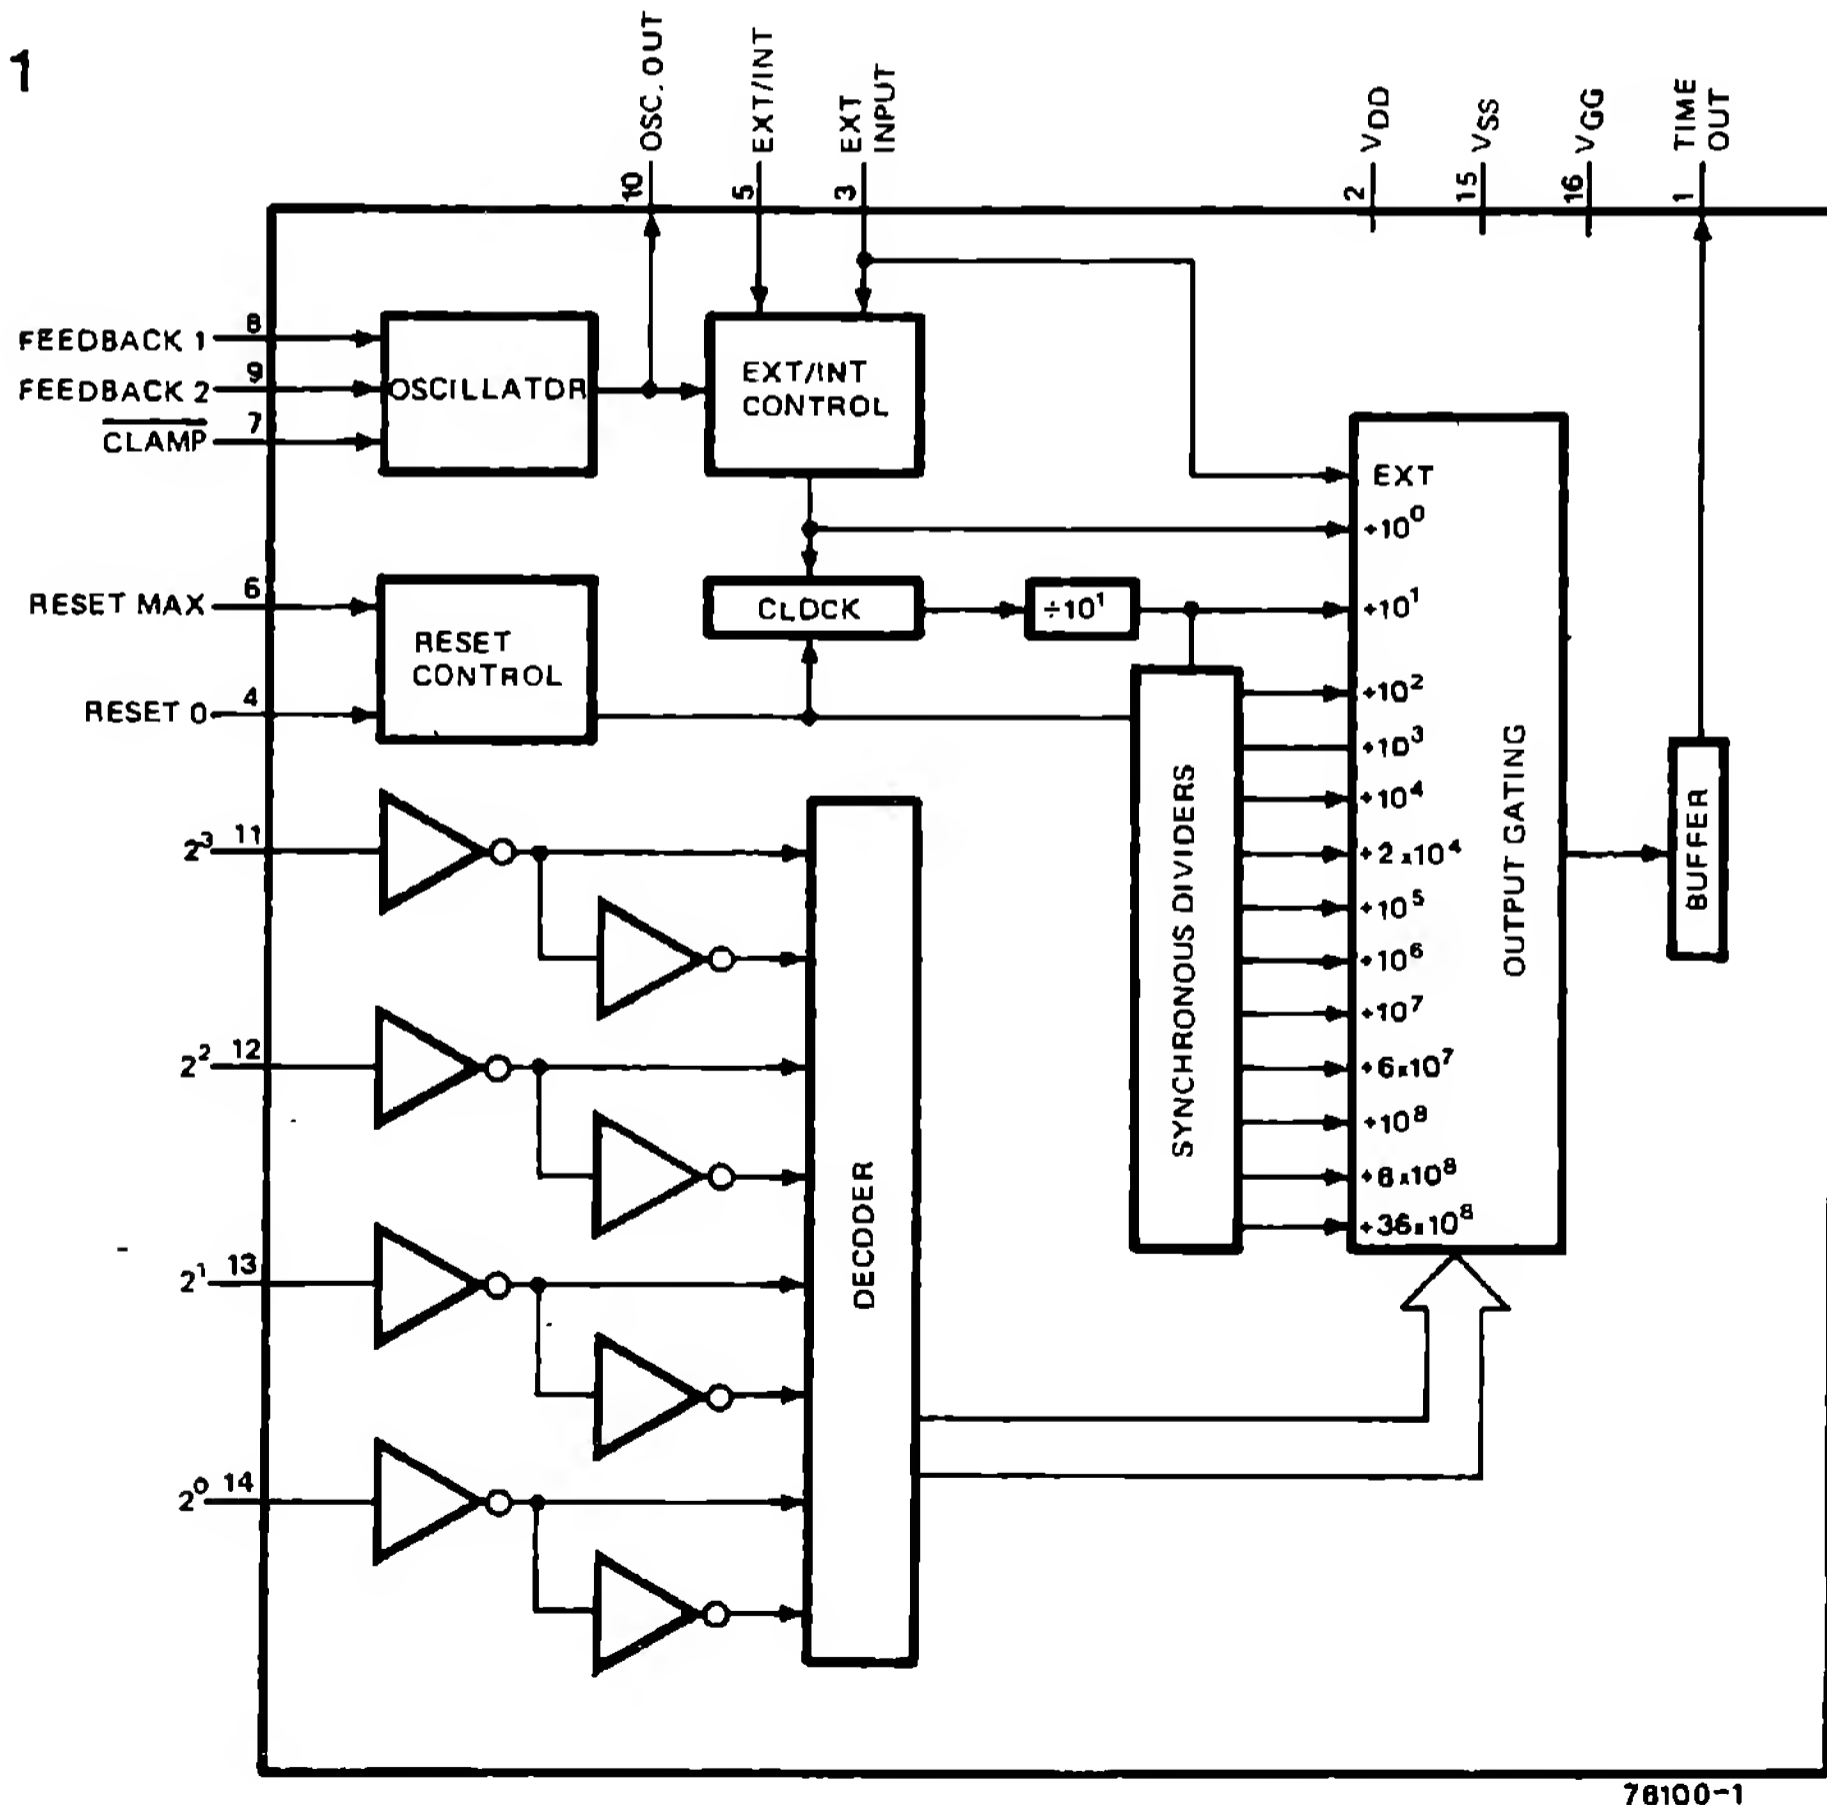 1
OSC. OUT
EXT/INT
EXT
INPUT
VDD
VSS
VGG
TIME
OUT
10
5
3
2
15
16
1
FEEDBACK 1
8
FEEDBACK 2
9
CLAMP
7
OSCILLATOR
EXT/INT
CONTROL
EXT
÷10⁰
RESET MAX
6
RESET 0
4
RESET
CONTROL
CLOCK
÷10¹
÷10¹
÷10²
÷10³
÷10⁴
÷2x10⁴
÷10⁵
÷10⁶
÷10⁷
÷6x10⁷
÷10⁸
÷6x10⁸
÷36x10⁸
SYNCHRONOUS DIVIDERS
OUTPUT GATING
BUFFER
2³
11
2²
12
2¹
13
2⁰
14
DECODER
78100-1